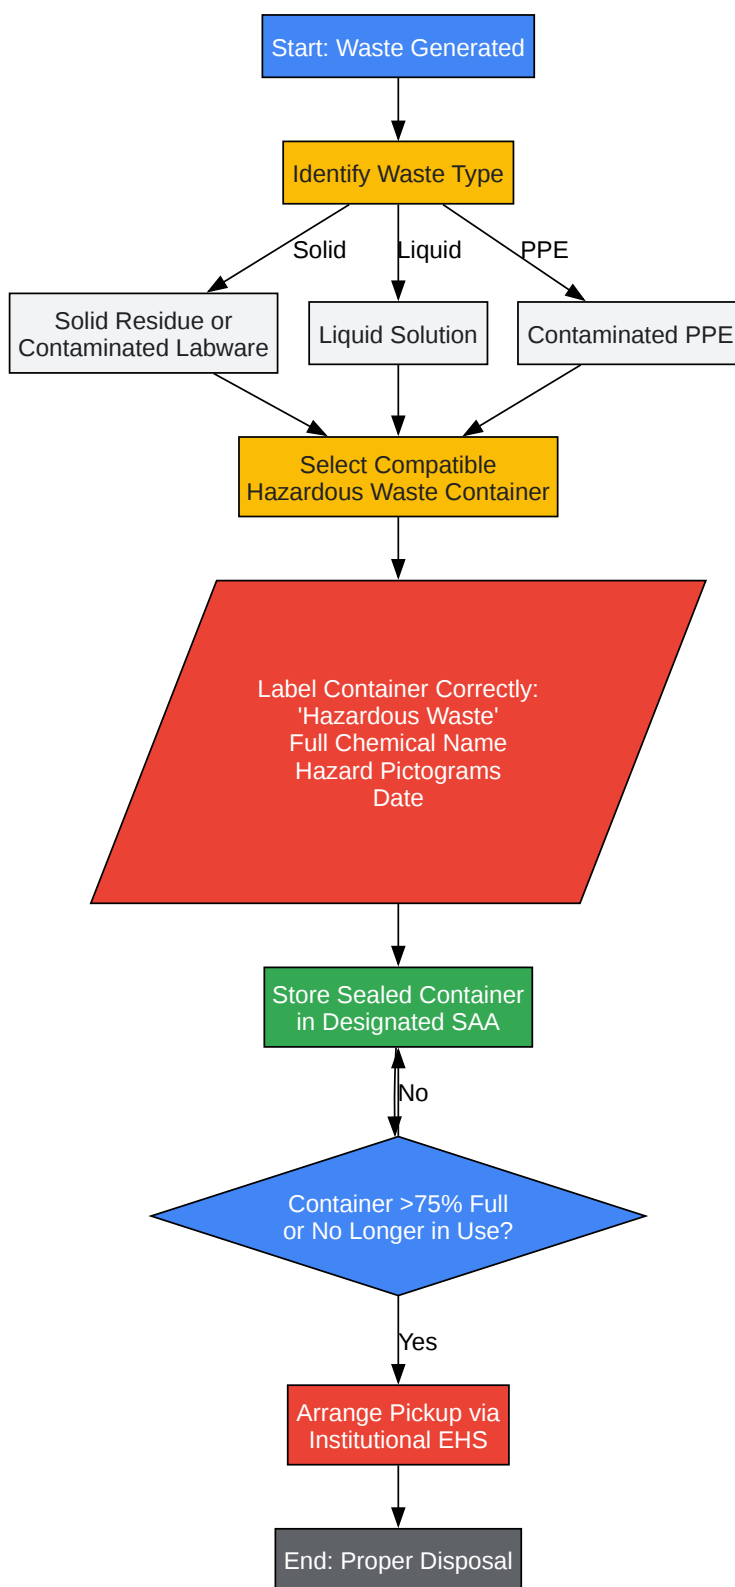 Start: Waste Generated
Identify Waste Type
Solid
Liquid
PPE
Solid Residue or
Contaminated Labware
Liquid Solution
Contaminated PPE
Select Compatible
Hazardous Waste Container
Label Container Correctly:
'Hazardous Waste'
Full Chemical Name
Hazard Pictograms
Date
Store Sealed Container
in Designated SAA
No
Container >75% Full
or No Longer in Use?
Yes
Arrange Pickup via
Institutional EHS
End: Proper Disposal